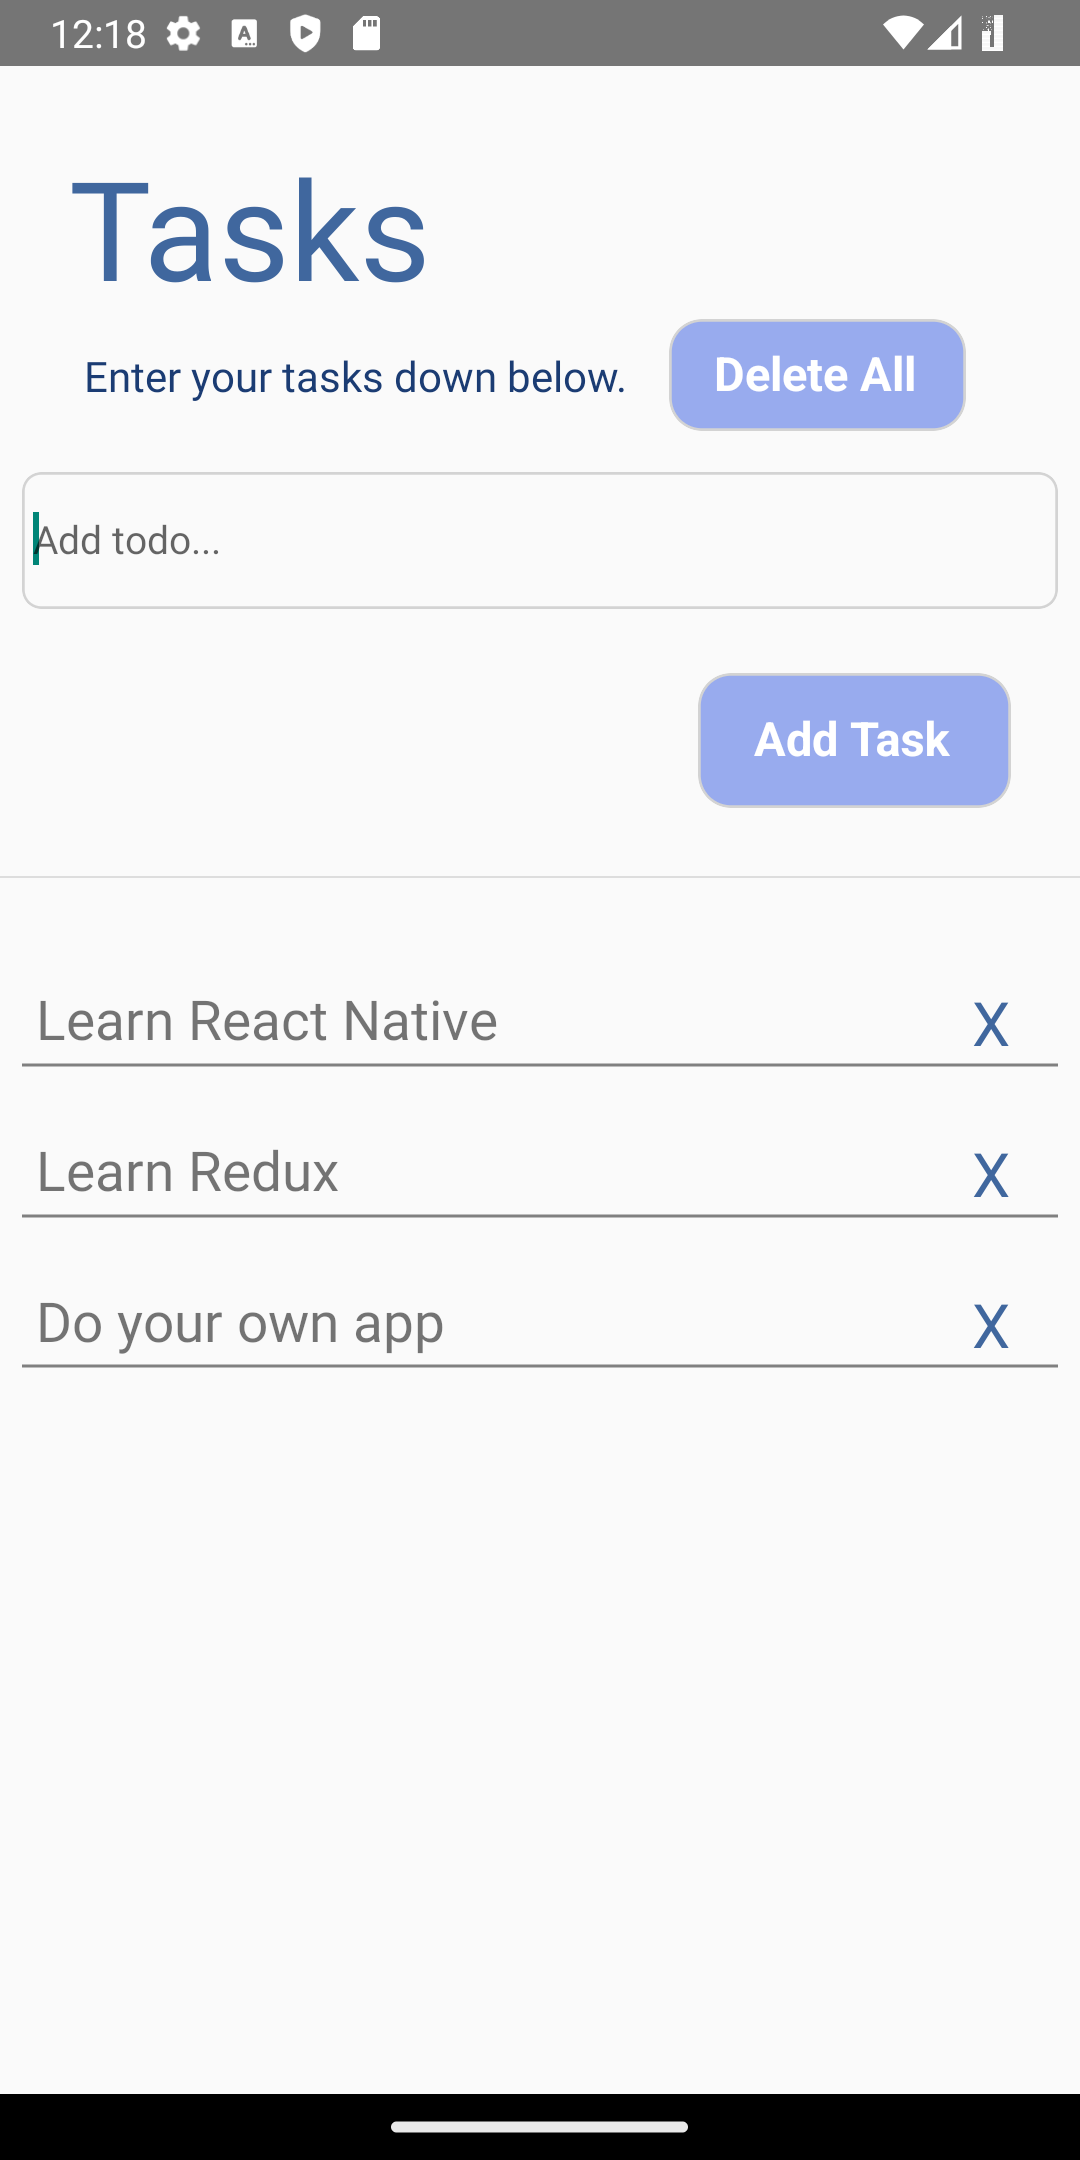 12:18
Tasks
Enter your tasks down below.
Delete All
Add todo...
Add Task
Learn React Native
X
Learn Redux
X
Do your own app
X